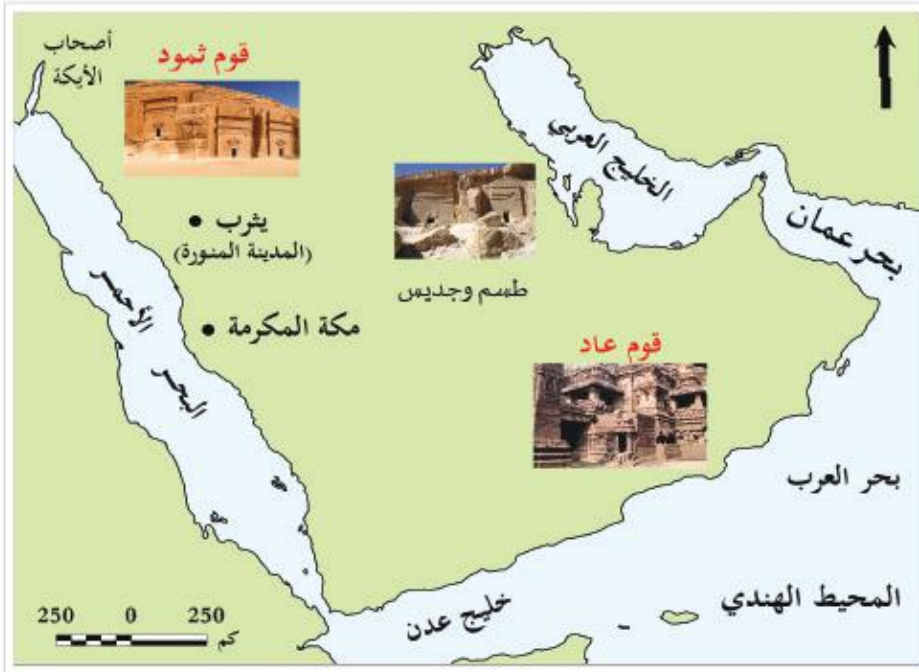 أصحاب
الأيكة
قوم ثمود
الخليج العربي
يثرب
(المدينة المنورة)
طسم وجديس
بحر عمان
البحر الأحمر
مكة المكرمة
قوم عاد
بحر العرب
المحيط الهندي
خليج عدن
250 0 250
كم